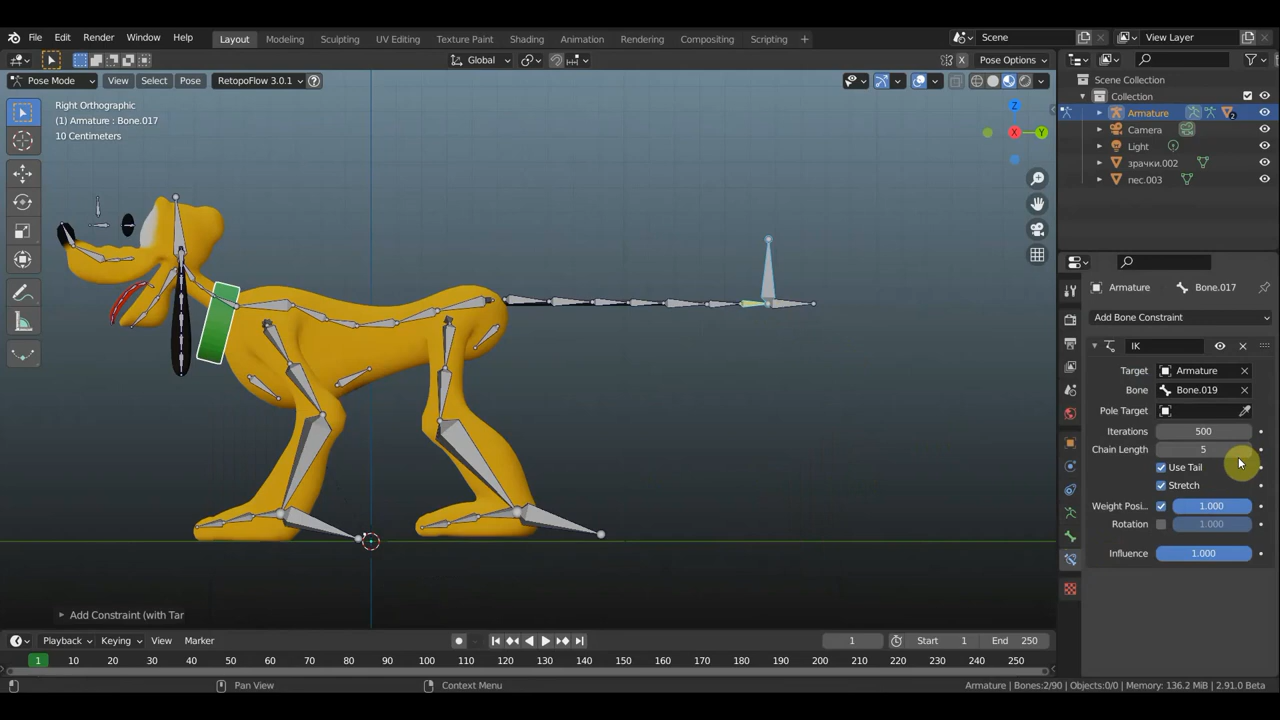 File Edit Render Window Help Layout Modeling Sculpting UV Editing Texture Paint Shading Animation Rendering Compositing Scripting + Scene View Layer
Global X Pose Options
Pose Mode View Select Pose RetopoFlow 3.0.1 ?
Right Orthographic
(1) Armature : Bone.017
10 Centimeters
Z
X
Y
Scene Collection
Collection
Armature 2
Camera
Light
зрачки.002
пес.003
Armature Bone.017
Add Bone Constraint
IK
Target Armature
Bone Bone.019
Pole Target
Iterations 500
Chain Length 5
Use Tail
Stretch
Weight Posi... 1.000
Rotation 1.000
Influence 1.000
Add Constraint (with Tar
Playback Keying View Marker 1 Start 1 End 250
1 10 20 30 40 50 60 70 80 90 100 110 120 130 140 150 160 170 180 190 200 210 220 230 240 250
Pan View Context Menu Armature | Bones:2/90 | Objects:0/0 | Memory: 136.2 MiB | 2.91.0 Beta